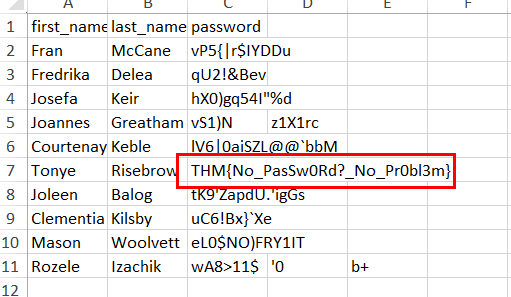 A B C D E F
1 first_name last_name password
2 Fran McCane vP5{|r$IYDDu
3 Fredrika Delea qU2!&Bev
4 Josefa Keir hX0)gq54I"%d
5 Joannes Greatham vS1)N z1X1rc
6 Courtenay Keble lV6|0aiSZL@@`bbM
7 Tonye Risebrow THM{No_PasSw0Rd?_No_Pr0bl3m}
8 Joleen Balog tK9'ZapdU.'igGs
9 Clementia Kilsby uC6!Bx}`Xe
10 Mason Woolvett eL0$NO)FRY1IT
11 Rozele Izachik wA8>11$ '0 b+
12